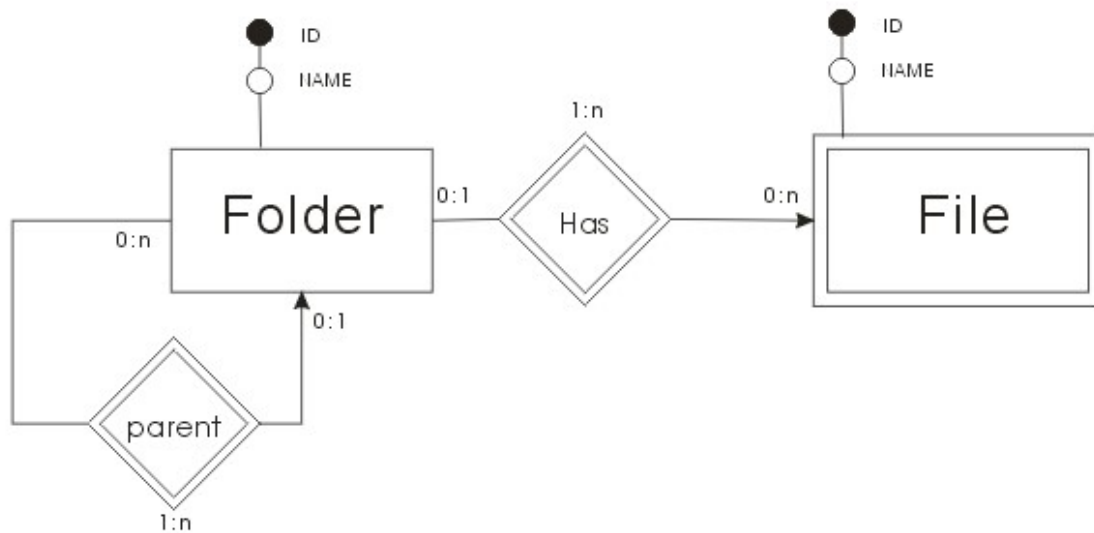 ID
NAME
ID
NAME
1:n
Folder
0:1
Has
0:n
File
0:n
0:1
parent
1:n